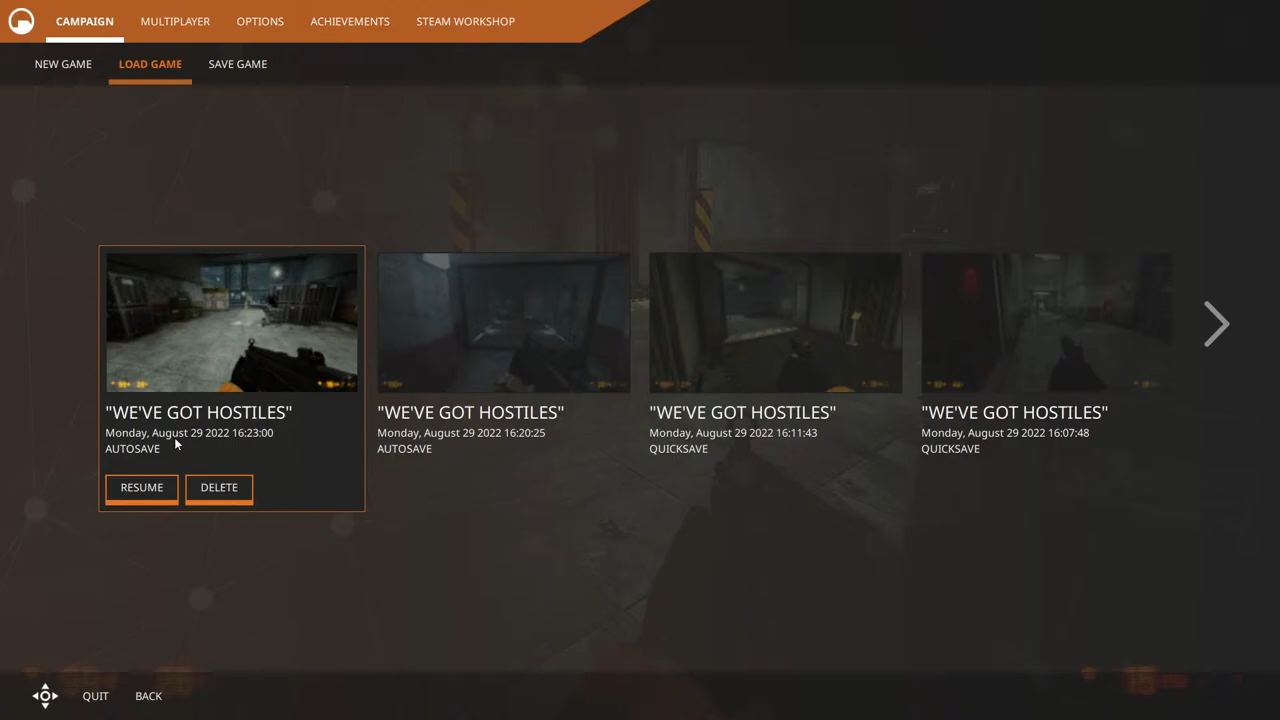 CAMPAIGN MULTIPLAYER OPTIONS ACHIEVEMENTS STEAM WORKSHOP
NEW GAME LOAD GAME SAVE GAME
"WE'VE GOT HOSTILES"
Monday, August 29 2022 16:23:00
AUTOSAVE
RESUME DELETE
"WE'VE GOT HOSTILES"
Monday, August 29 2022 16:20:25
AUTOSAVE
"WE'VE GOT HOSTILES"
Monday, August 29 2022 16:11:43
QUICKSAVE
"WE'VE GOT HOSTILES"
Monday, August 29 2022 16:07:48
QUICKSAVE
QUIT BACK